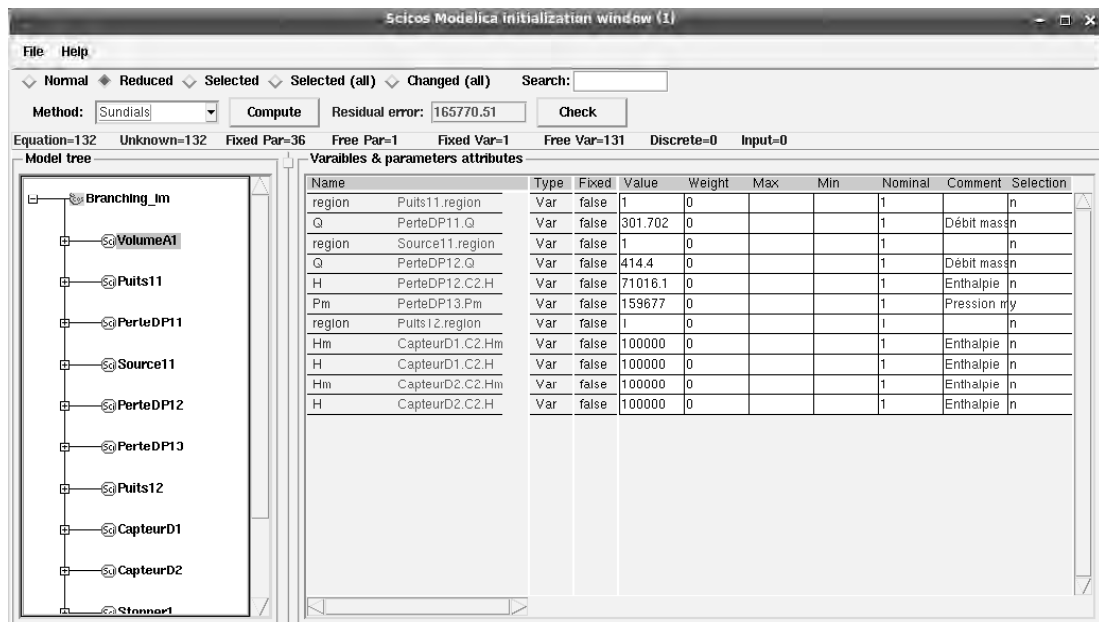 Scicos Modelica initialization window (1)
File Help
Normal Reduced Selected Selected (all) Changed (all) Search:
Method: Sundials Compute Residual error: 165770.51 Check
Equation=132 Unknown=132 Fixed Par=36 Free Par=1 Fixed Var=1 Free Var=131 Discrete=0 Input=0
Model tree
Branching_im
VolumeA1
Puits11
PerteDP11
Source11
PerteDP12
PerteDP13
Puits12
CapteurD1
CapteurD2
Stopper1
Varaibles & parameters attributes
Name Type Fixed Value Weight Max Min Nominal Comment Selection
region Puits11.region Var false 1 0 1 n
Q PerteDP11.Q Var false 301.702 0 1 Débit mass n
region Source11.region Var false 1 0 1 n
Q PerteDP12.Q Var false 414.4 0 1 Débit mass n
H PerteDP12.C2.H Var false 71016.1 0 1 Enthalpie n
Pm PerteDP13.Pm Var false 159677 0 1 Pression m y
region Puits12.region Var false 1 0 1 n
Hm CapteurD1.C2.Hm Var false 100000 0 1 Enthalpie n
H CapteurD1.C2.H Var false 100000 0 1 Enthalpie n
Hm CapteurD2.C2.Hm Var false 100000 0 1 Enthalpie n
H CapteurD2.C2.H Var false 100000 0 1 Enthalpie n